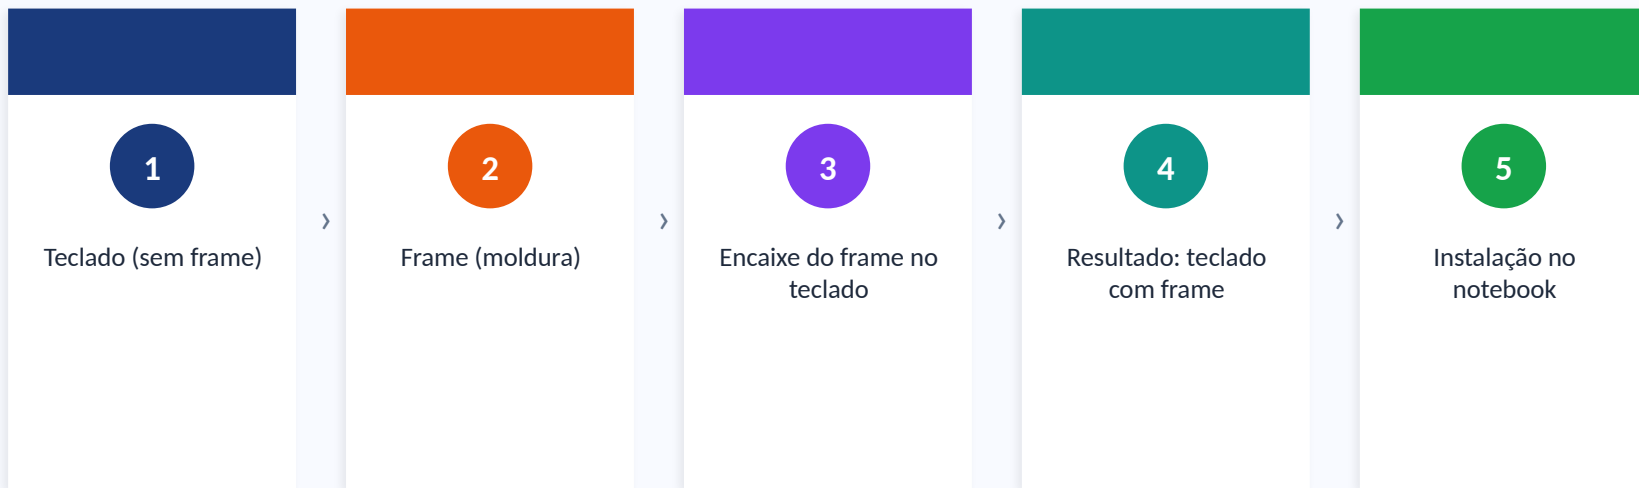 1
Teclado (sem frame)
›
2
Frame (moldura)
›
3
Encaixe do frame no
teclado
›
4
Resultado: teclado
com frame
›
5
Instalação no
notebook